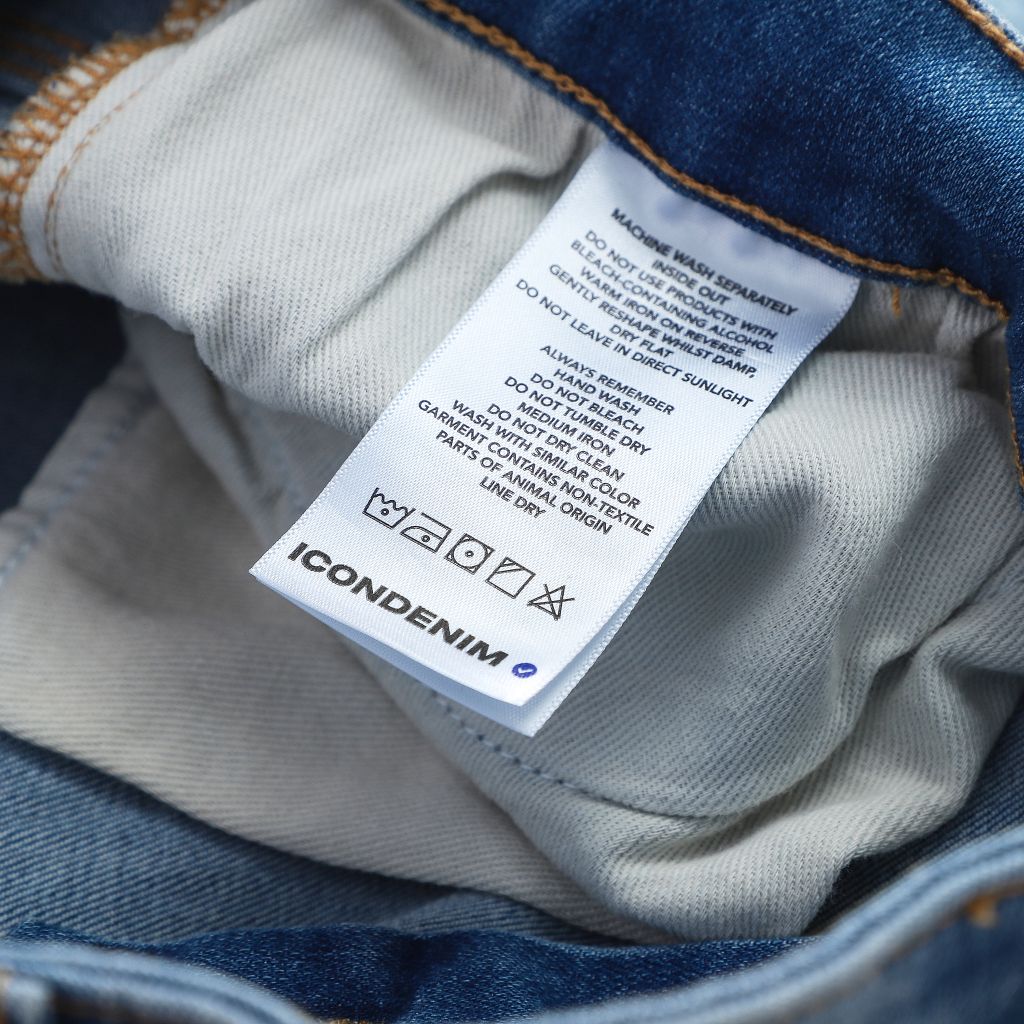 MACHINE WASH SEPARATELY
INSIDE OUT
DO NOT USE PRODUCTS WITH
BLEACH-CONTAINING ALCOHOL
WARM IRON ON REVERSE
GENTLY RESHAPE WHILST DAMP,
DRY FLAT
DO NOT LEAVE IN DIRECT SUNLIGHT
ALWAYS REMEMBER
HAND WASH
DO NOT BLEACH
DO NOT TUMBLE DRY
MEDIUM IRON
DO NOT DRY CLEAN
WASH WITH SIMILAR COLOR
GARMENT CONTAINS NON-TEXTILE
PARTS OF ANIMAL ORIGIN
LINE DRY
ICONDENIM